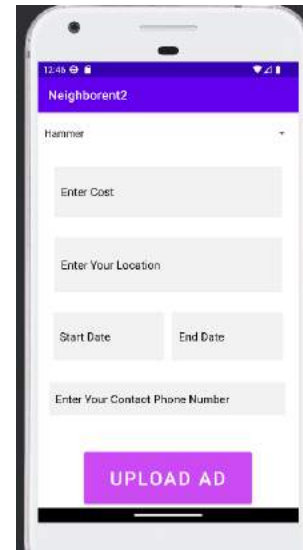 12:46
Neighborent2
Hammer
Enter Cost
Enter Your Location
Start Date End Date
Enter Your Contact Phone Number
UPLOAD AD